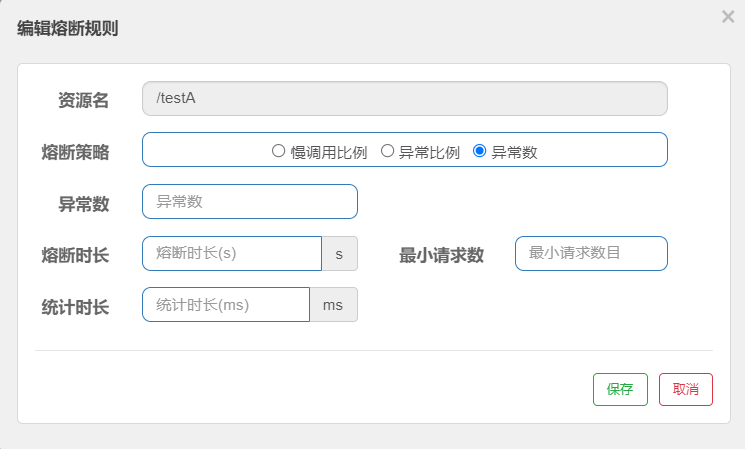 编辑熔断规则
×
资源名 /testA
熔断策略 慢调用比例 异常比例 异常数
异常数 异常数
熔断时长 熔断时长(s) s 最小请求数 最小请求数目
统计时长 统计时长(ms) ms
保存 取消